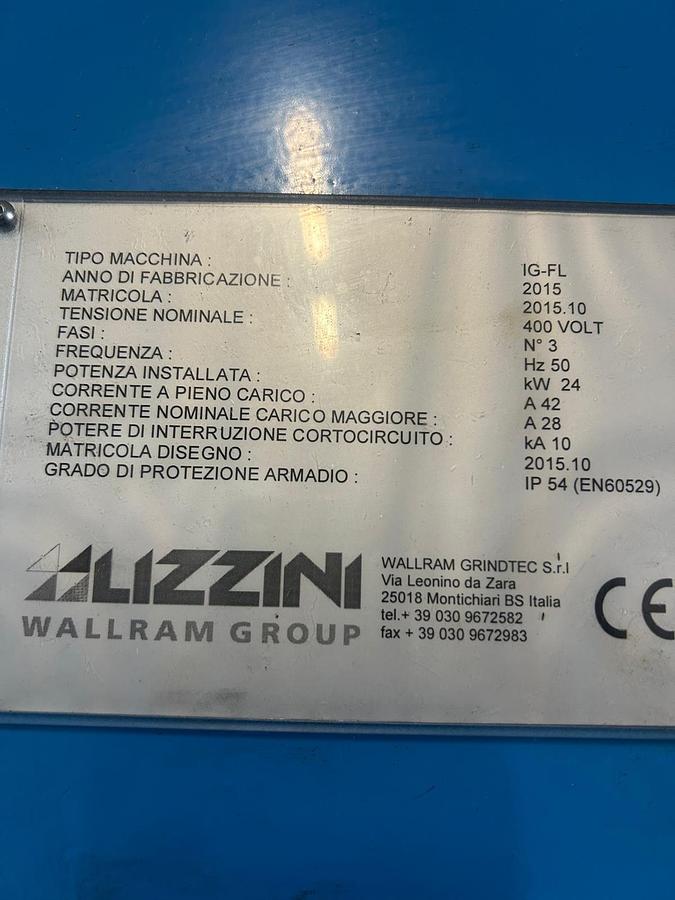 TIPO MACCHINA : IG-FL
ANNO DI FABBRICAZIONE : 2015
MATRICOLA : 2015.10
TENSIONE NOMINALE : 400 VOLT
FASI : N° 3
FREQUENZA : Hz 50
POTENZA INSTALLATA : kW 24
CORRENTE A PIENO CARICO : A 42
CORRENTE NOMINALE CARICO MAGGIORE : A 28
POTERE DI INTERRUZIONE CORTOCIRCUITO : kA 10
MATRICOLA DISEGNO : 2015.10
GRADO DI PROTEZIONE ARMADIO : IP 54 (EN60529)
LIZZINI
WALLRAM GROUP
WALLRAM GRINDTEC S.r.l
Via Leonino da Zara
25018 Montichiari BS Italia
tel.+ 39 030 9672582
fax + 39 030 9672983
CE